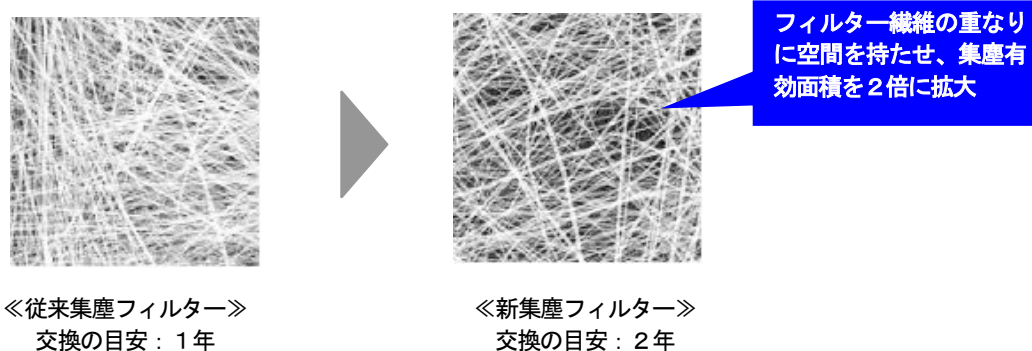 フィルター繊維の重なり
に空間を持たせ、集塵有
効面積を２倍に拡大
≪従来集塵フィルター≫
交換の目安：１年
≪新集塵フィルター≫
交換の目安：２年